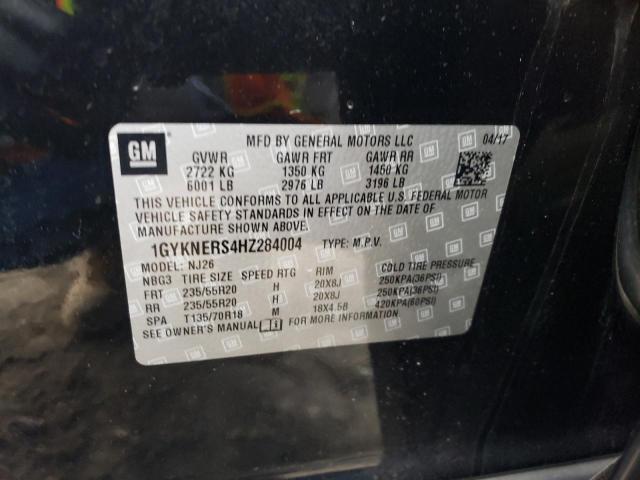 GM
MFD BY GENERAL MOTORS LLC 04/17
GVWR GAWR FRT GAWR RR
2722 KG 1350 KG 1450 KG
6001 LB 2976 LB 3196 LB
THIS VEHICLE CONFORMS TO ALL APPLICABLE U.S. FEDERAL MOTOR
VEHICLE SAFETY STANDARDS IN EFFECT ON THE DATE OF
MANUFACTURE SHOWN ABOVE.
1GYKNERS4HZ284004 TYPE: M.P.V.
MODEL: NJ26
NBG3 TIRE SIZE SPEED RTG RIM COLD TIRE PRESSURE
FRT 235/55R20 H 20X8J 250KPA(36PSI)
RR 235/55R20 H 20X8J 250KPA(36PSI)
SPA T135/70R18 M 18X4.5B 420KPA(60PSI)
SEE OWNER'S MANUAL FOR MORE INFORMATION